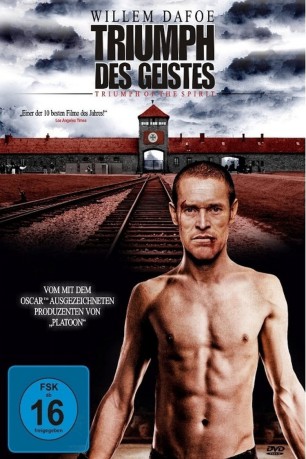 WILLEM DAFOE
TRIUMPH
DES GEISTES
TRIUMPH OF THE SPIRIT
„Einer der 10 besten Filme des Jahres!“
Los Angeles Times
VOM MIT DEM
OSCAR™ AUSGEZEICHNETEN
PRODUZENTEN VON
„PLATOON“
FSK
ab
16
freigegeben
DVD